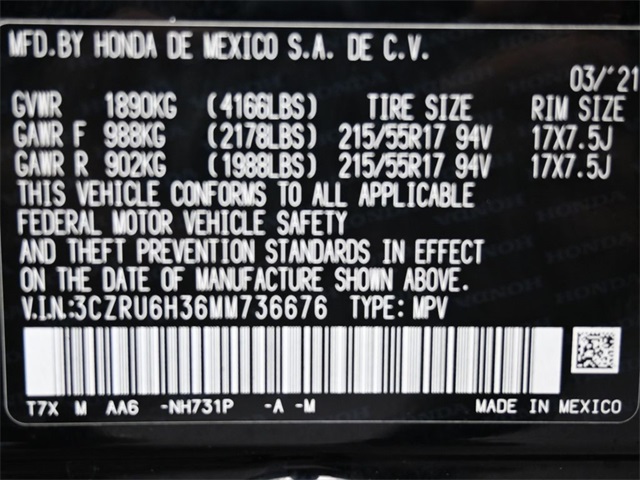 MFD.BY HONDA DE MEXICO S.A. DE C.V.
03/'21
GVWR 1890KG (4166LBS) TIRE SIZE RIM SIZE
GAWR F 988KG (2178LBS) 215/55R17 94V 17X7.5J
GAWR R 902KG (1988LBS) 215/55R17 94V 17X7.5J
THIS VEHICLE CONFORMS TO ALL APPLICABLE
FEDERAL MOTOR VEHICLE SAFETY
AND THEFT PREVENTION STANDARDS IN EFFECT
ON THE DATE OF MANUFACTURE SHOWN ABOVE.
V.I.N.:3CZRU6H36MM736676 TYPE: MPV
T7X M AA6 -NH731P -A -M MADE IN MEXICO